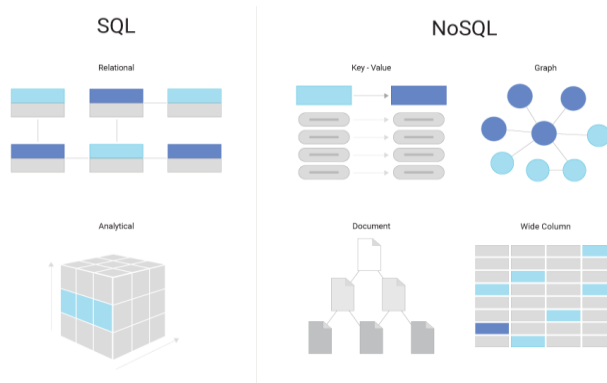 SQL
Relational
Analytical
NoSQL
Key - Value
Graph
Document
Wide Column